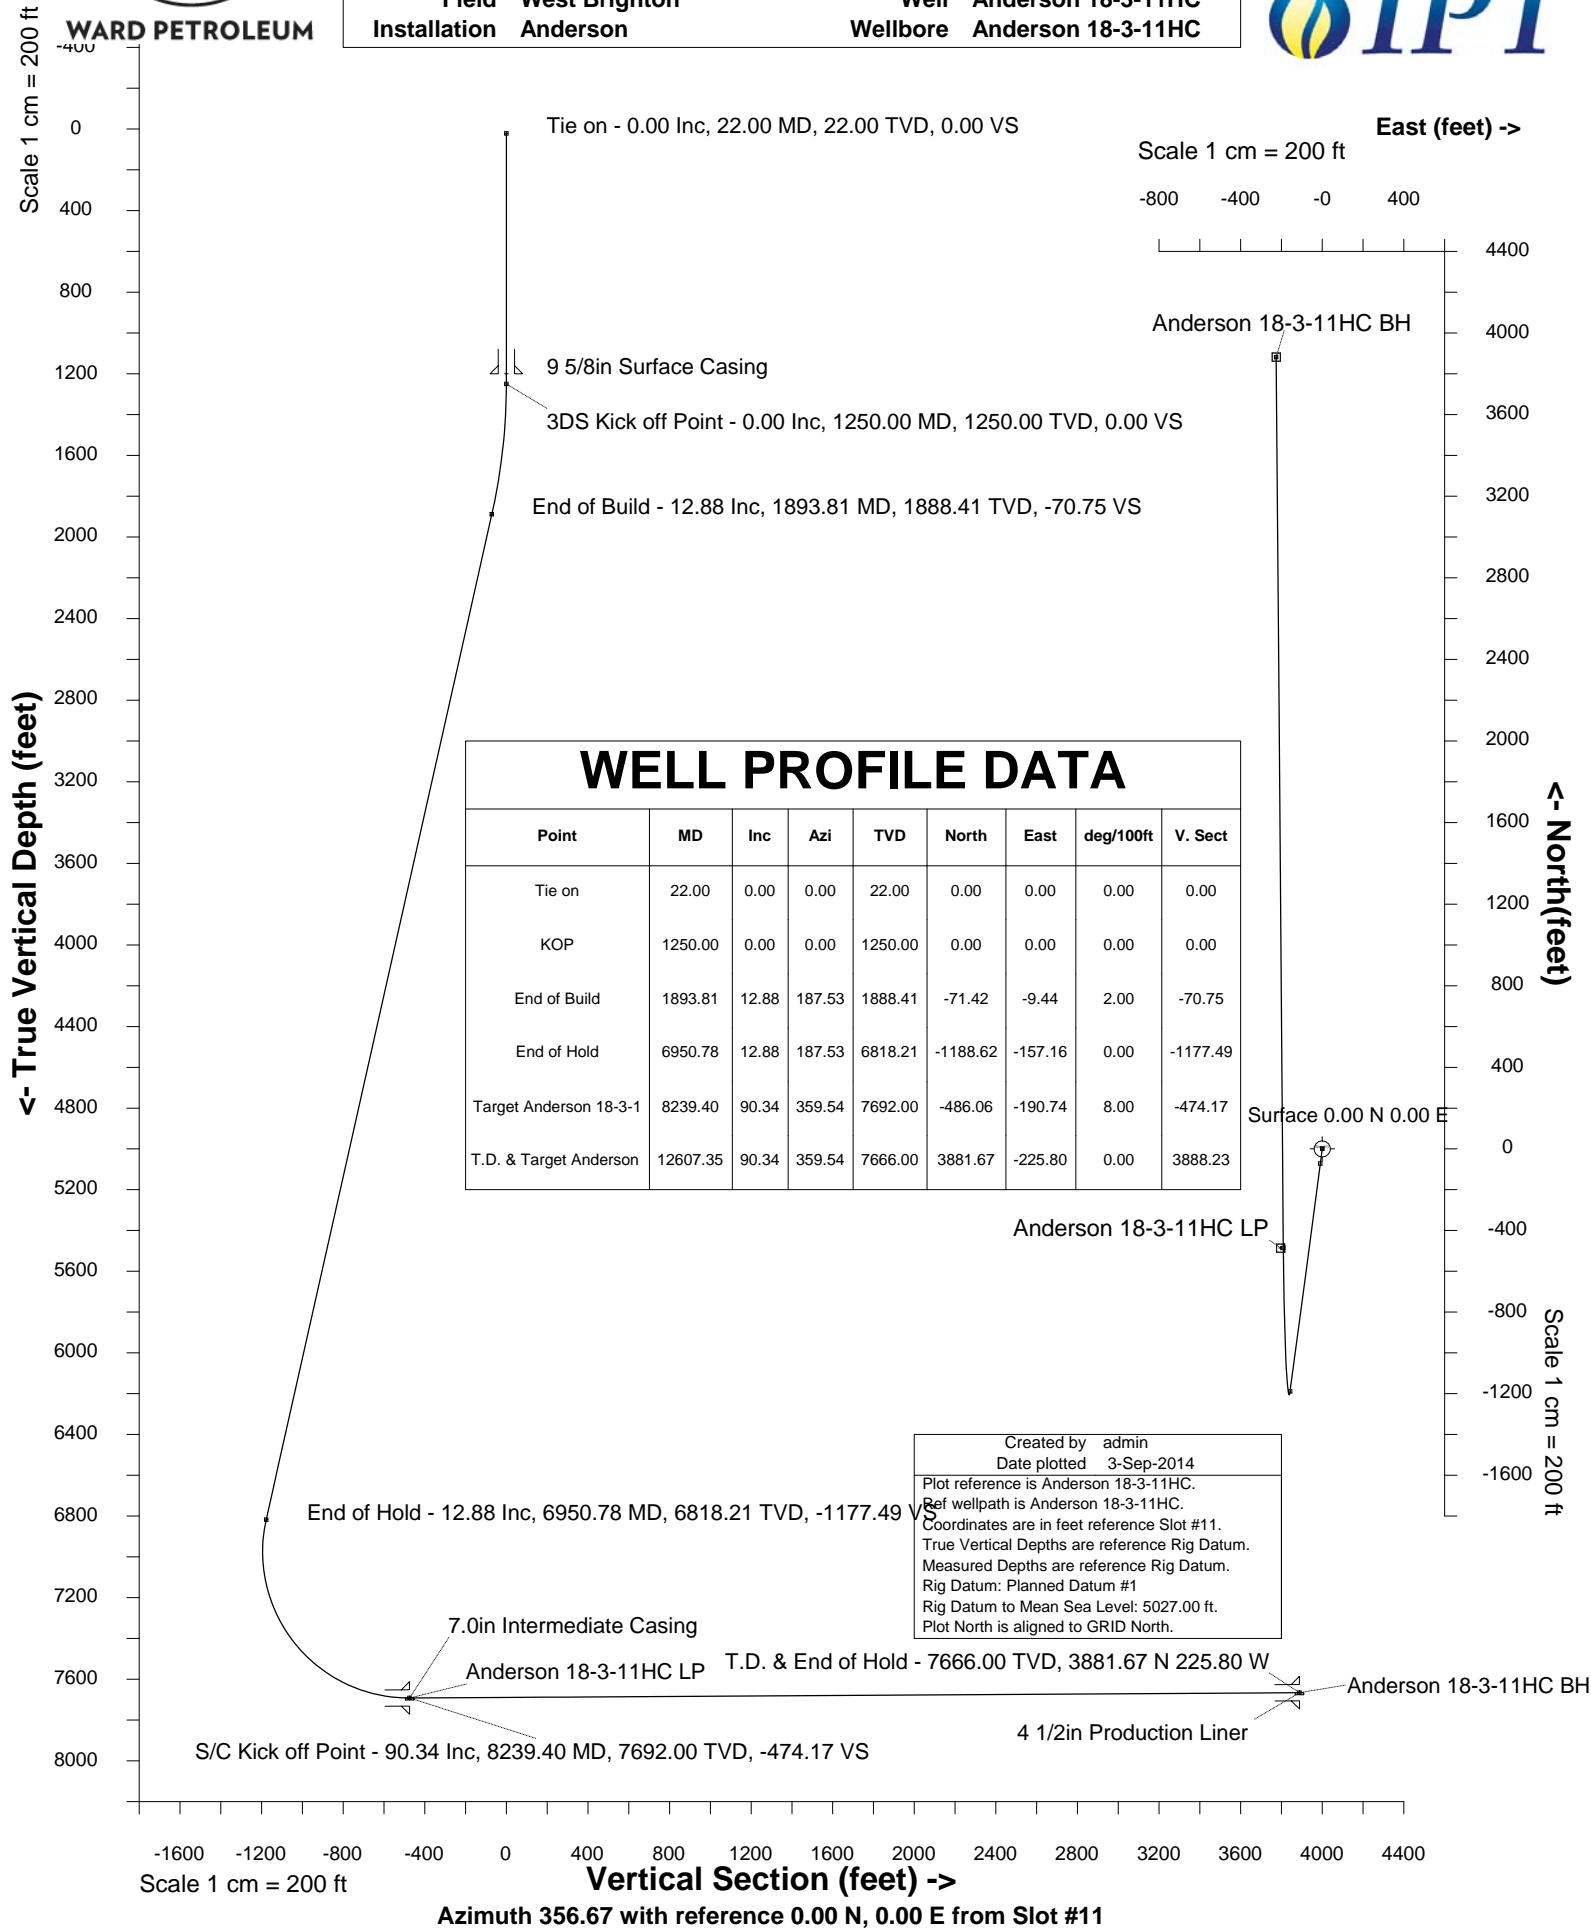 WARD PETROLEUM
Field West Brighton Well Anderson 18-3-11HC
Installation Anderson Wellbore Anderson 18-3-11HC
IPT
Scale 1 cm = 200 ft
<- True Vertical Depth (feet)
-400
0
400
800
1200
1600
2000
2400
2800
3200
3600
4000
4400
4800
5200
5600
6000
6400
6800
7200
7600
8000
Tie on - 0.00 Inc, 22.00 MD, 22.00 TVD, 0.00 VS
9 5/8in Surface Casing
3DS Kick off Point - 0.00 Inc, 1250.00 MD, 1250.00 TVD, 0.00 VS
End of Build - 12.88 Inc, 1893.81 MD, 1888.41 TVD, -70.75 VS
East (feet) ->
Scale 1 cm = 200 ft
-800 -400 -0 400
4400
4000
3600
3200
2800
2400
2000
1600
1200
800
400
0
-400
-800
-1200
-1600
<- North(feet)
Scale 1 cm = 200 ft
Anderson 18-3-11HC BH
Surface 0.00 N 0.00 E
Anderson 18-3-11HC LP
WELL PROFILE DATA
Point MD Inc Azi TVD North East deg/100ft V. Sect
Tie on 22.00 0.00 0.00 22.00 0.00 0.00 0.00 0.00
KOP 1250.00 0.00 0.00 1250.00 0.00 0.00 0.00 0.00
End of Build 1893.81 12.88 187.53 1888.41 -71.42 -9.44 2.00 -70.75
End of Hold 6950.78 12.88 187.53 6818.21 -1188.62 -157.16 0.00 -1177.49
Target Anderson 18-3-1 8239.40 90.34 359.54 7692.00 -486.06 -190.74 8.00 -474.17
T.D. & Target Anderson 12607.35 90.34 359.54 7666.00 3881.67 -225.80 0.00 3888.23
Created by admin
Date plotted 3-Sep-2014
Plot reference is Anderson 18-3-11HC.
Ref wellpath is Anderson 18-3-11HC.
Coordinates are in feet reference Slot #11.
True Vertical Depths are reference Rig Datum.
Measured Depths are reference Rig Datum.
Rig Datum: Planned Datum #1
Rig Datum to Mean Sea Level: 5027.00 ft.
Plot North is aligned to GRID North.
End of Hold - 12.88 Inc, 6950.78 MD, 6818.21 TVD, -1177.49 VS
7.0in Intermediate Casing
Anderson 18-3-11HC LP
T.D. & End of Hold - 7666.00 TVD, 3881.67 N 225.80 W
Anderson 18-3-11HC BH
4 1/2in Production Liner
S/C Kick off Point - 90.34 Inc, 8239.40 MD, 7692.00 TVD, -474.17 VS
-1600 -1200 -800 -400 0 400 800 1200 1600 2000 2400 2800 3200 3600 4000 4400
Scale 1 cm = 200 ft
Vertical Section (feet) ->
Azimuth 356.67 with reference 0.00 N, 0.00 E from Slot #11